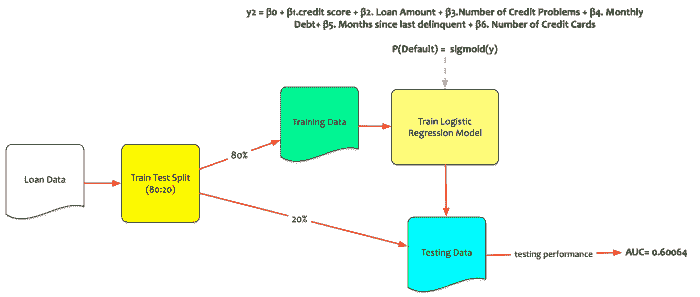 y2 = β0 + β1.credit score + β2. Loan Amount + β3.Number of Credit Problems + β4. Monthly
Debt+ β5. Months since last delinquent + β6. Number of Credit Cards
P(Default) = sigmoid(y)
Training Data
Train Logistic
Regression Model
80%
Loan Data
Train Test Split
(80:20)
20%
Testing Data
testing performance
AUC= 0.60064